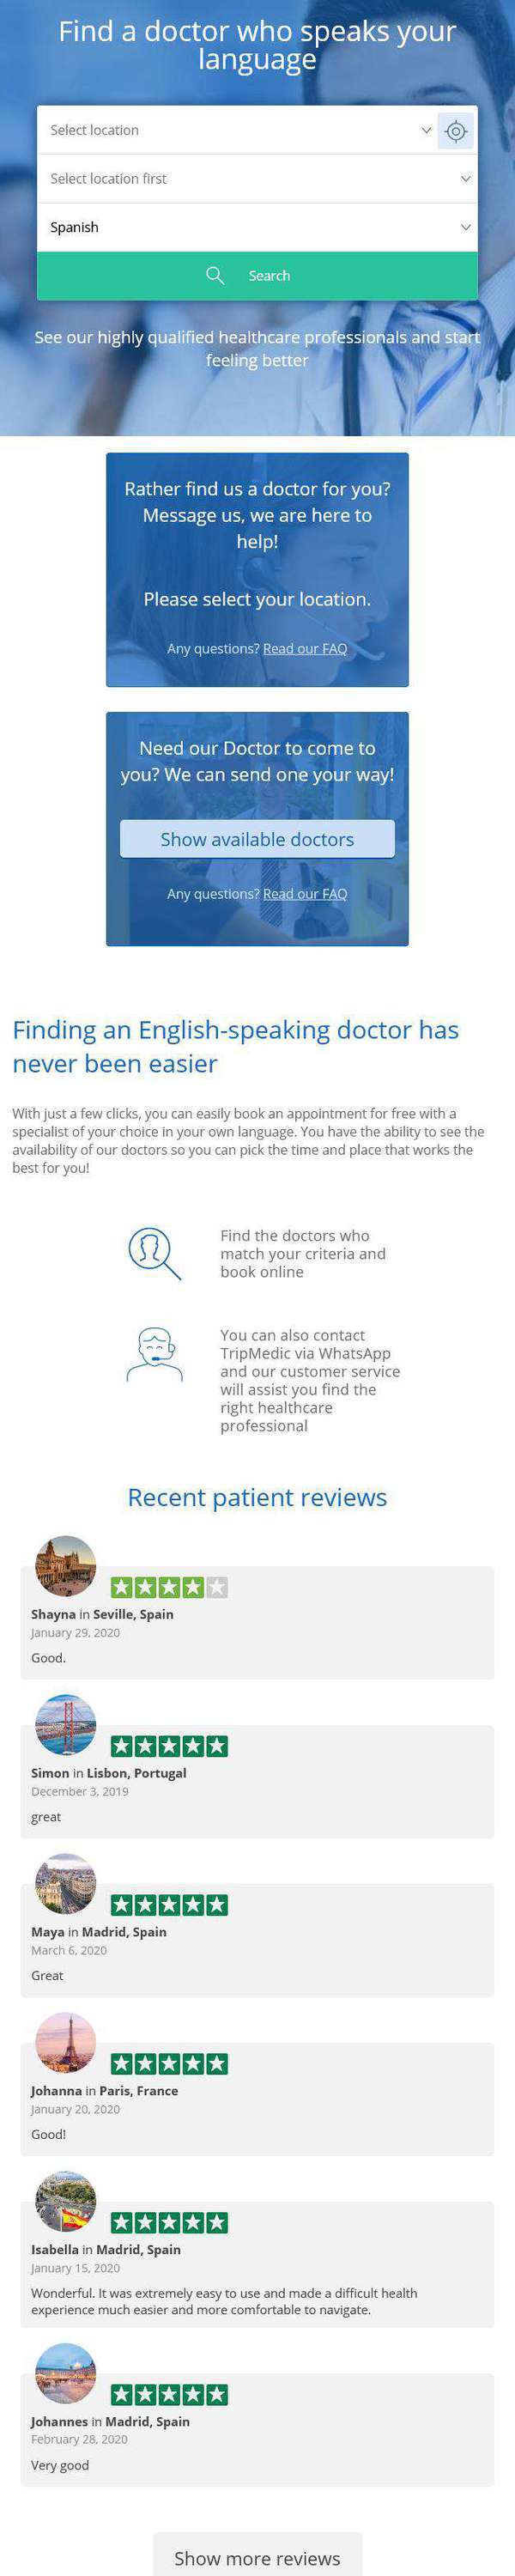 Find a doctor who speaks your
language
Select location
Select location first
Spanish
Search
See our highly qualified healthcare professionals and start
feeling better
Rather find us a doctor for you?
Message us, we are here to
help!
Please select your location.
Any questions? Read our FAQ
Need our Doctor to come to
you? We can send one your way!
Show available doctors
Any questions? Read our FAQ
Finding an English-speaking doctor has
never been easier
With just a few clicks, you can easily book an appointment for free with a
specialist of your choice in your own language. You have the ability to see the
availability of our doctors so you can pick the time and place that works the
best for you!
Find the doctors who
match your criteria and
book online
You can also contact
TripMedic via WhatsApp
and our customer service
will assist you find the
right healthcare
professional
Recent patient reviews
Shayna in Seville, Spain
January 29, 2020
Good.
Simon in Lisbon, Portugal
December 3, 2019
great
Maya in Madrid, Spain
March 6, 2020
Great
Johanna in Paris, France
January 20, 2020
Good!
Isabella in Madrid, Spain
January 15, 2020
Wonderful. It was extremely easy to use and made a difficult health
experience much easier and more comfortable to navigate.
Johannes in Madrid, Spain
February 28, 2020
Very good
Show more reviews